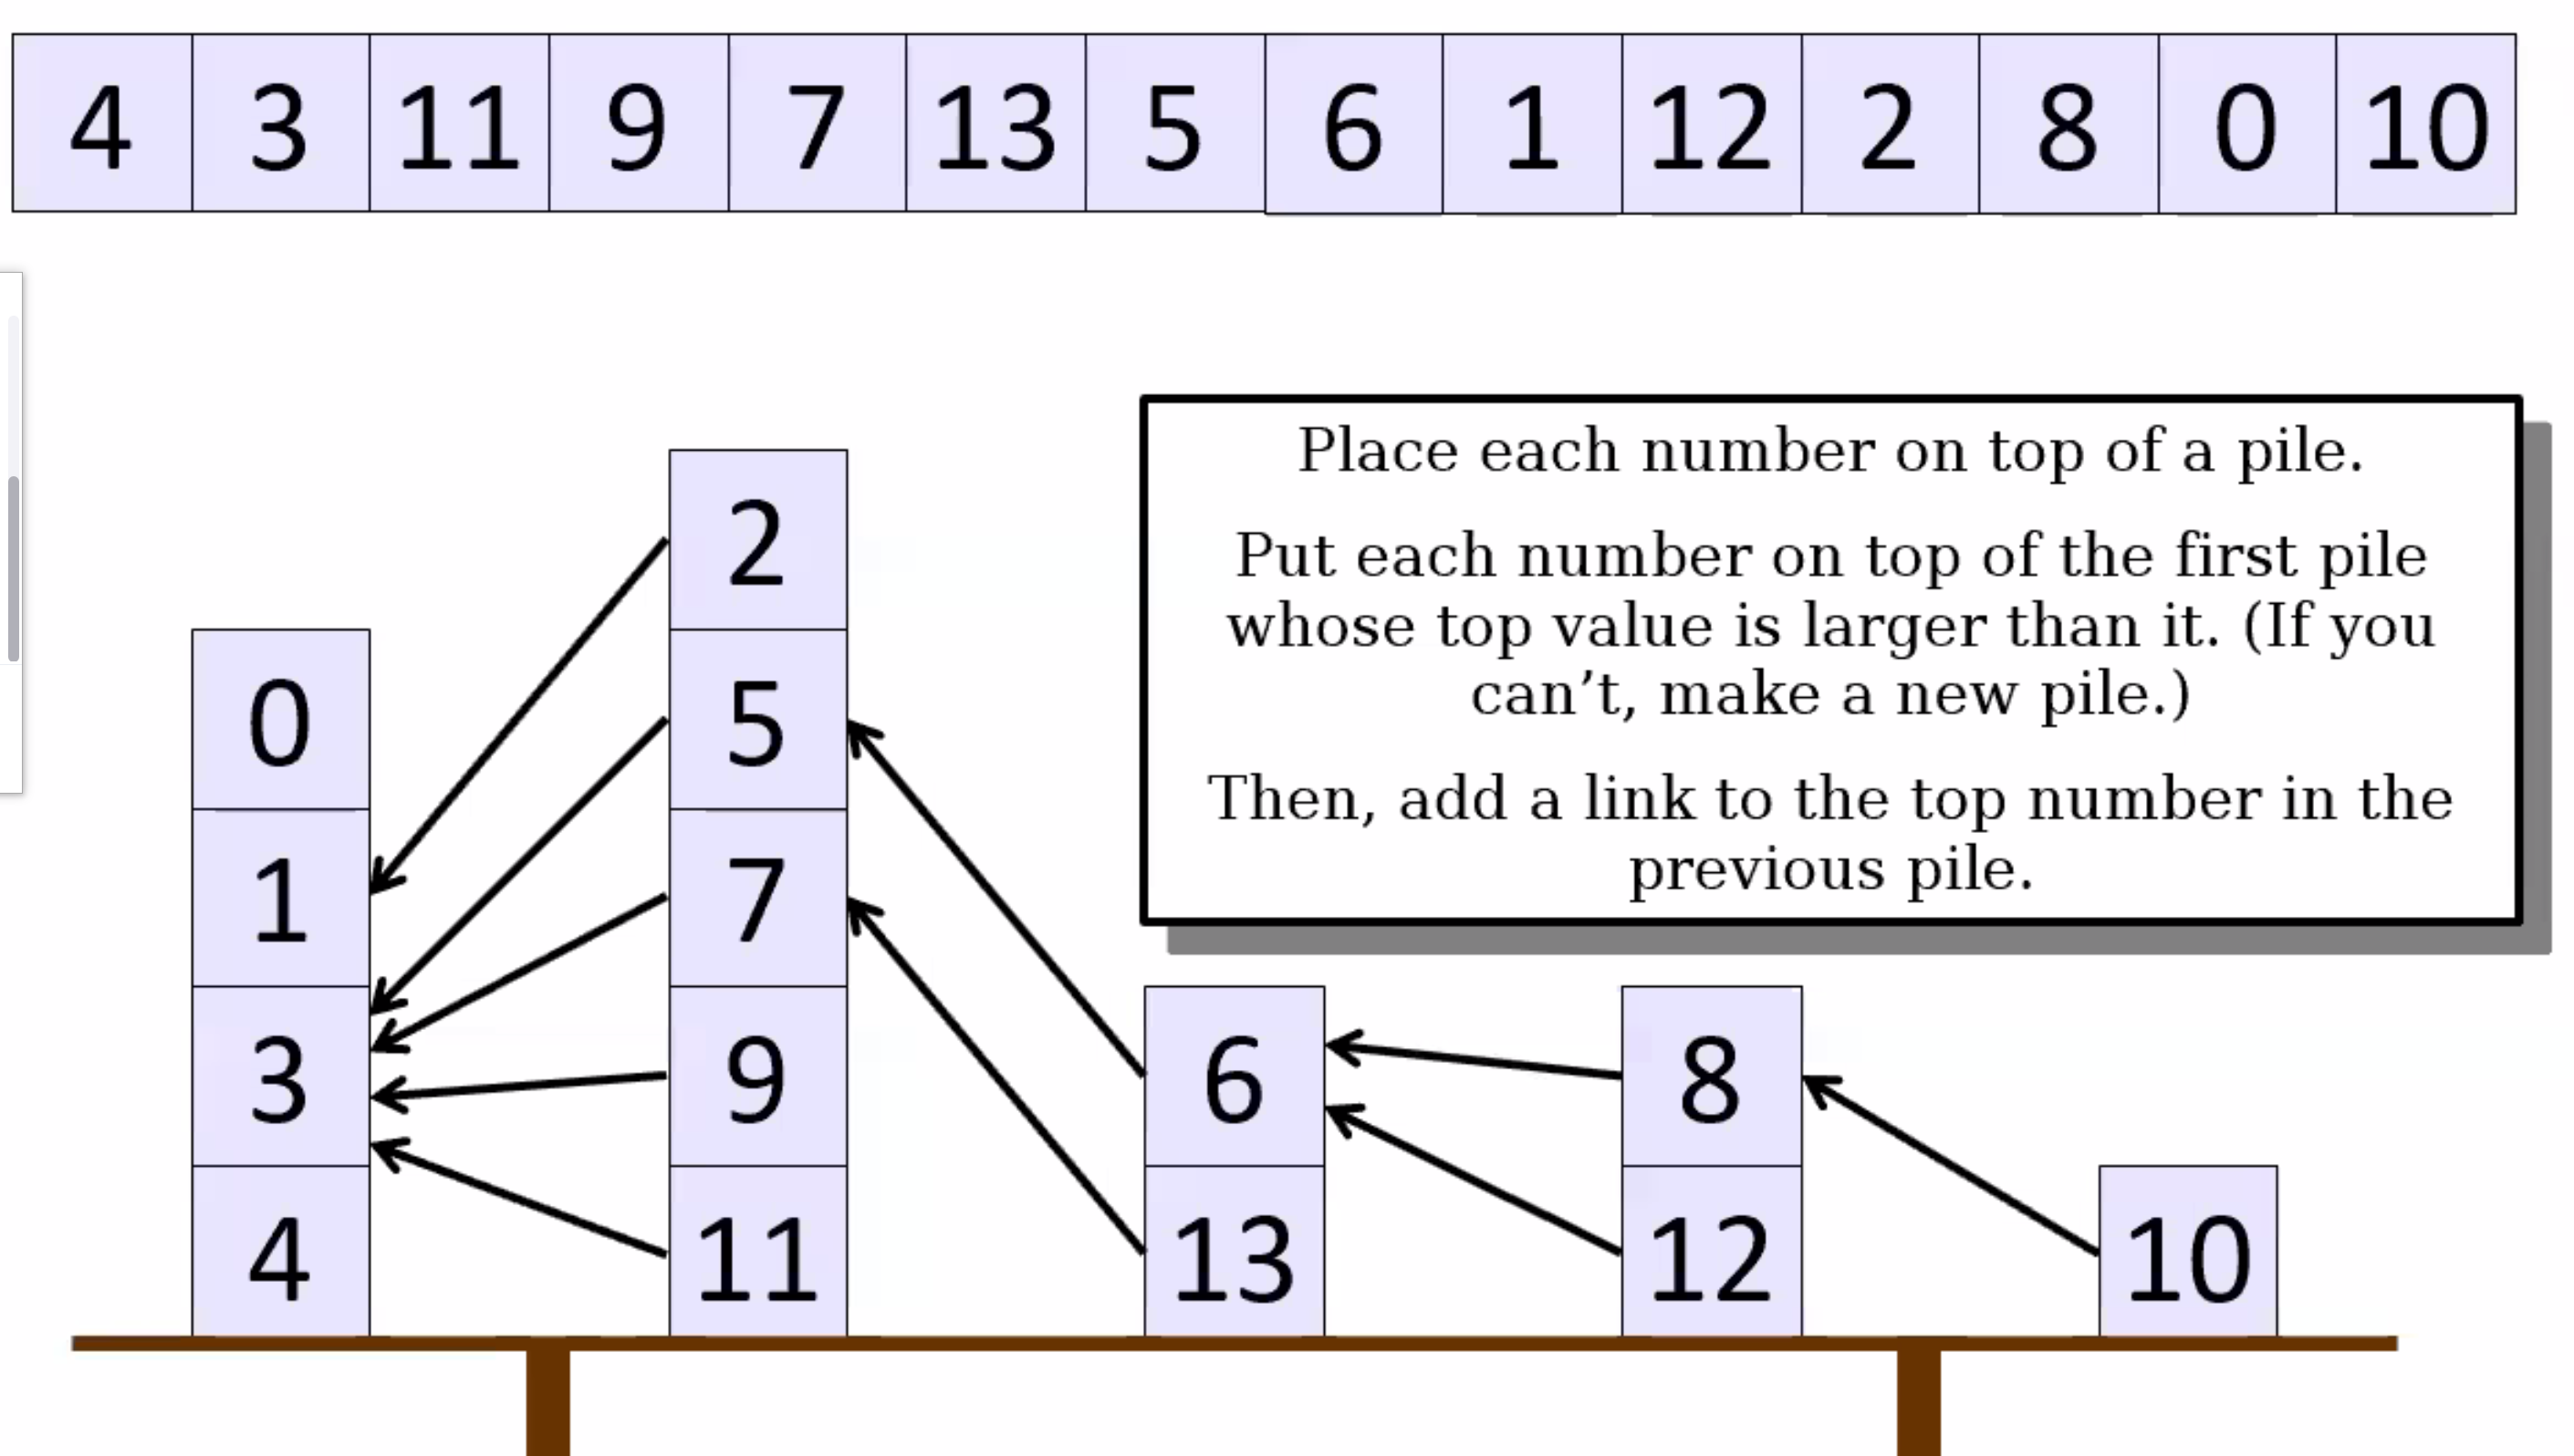 4 3 11 9 7 13 5 6 1 12 2 8 0 10
Place each number on top of a pile.
Put each number on top of the first pile
whose top value is larger than it. (If you
can’t, make a new pile.)
Then, add a link to the top number in the
previous pile.
2
0 5
1 7
3 9 6 8
4 11 13 12 10